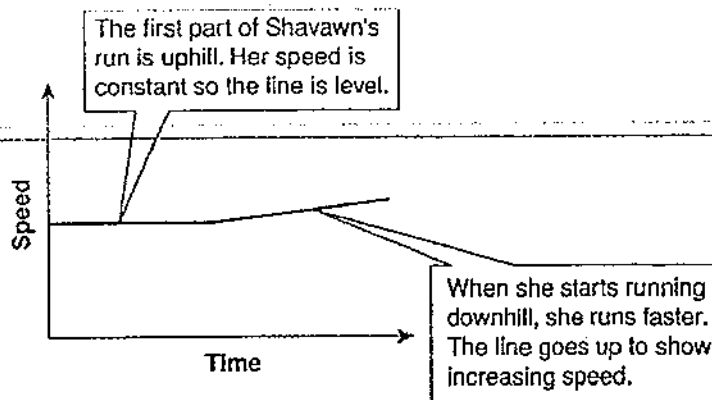 The first part of Shavawn's
run is uphill. Her speed is
constant so the line is level.
Speed
Time
When she starts running
downhill, she runs faster.
The line goes up to show
increasing speed.